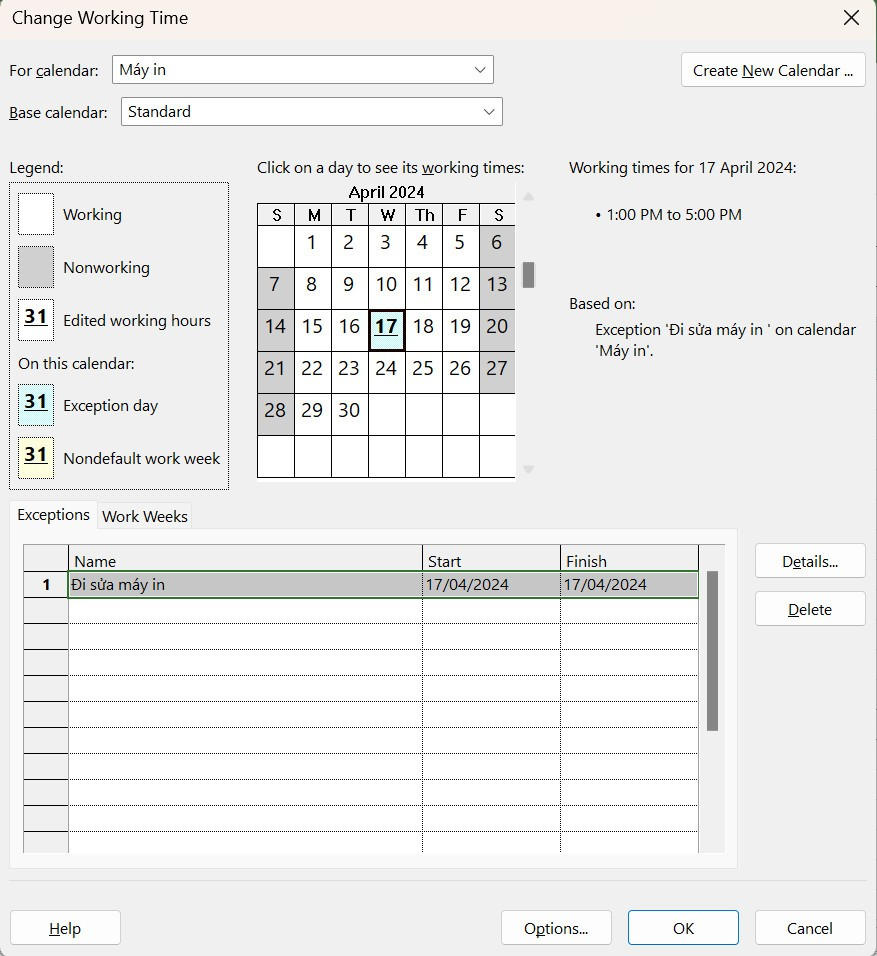 Change Working Time
For calendar: Máy in
Create New Calendar ...
Base calendar: Standard
Legend:
Working
Nonworking
31 Edited working hours
On this calendar:
31 Exception day
31 Nondefault work week
Click on a day to see its working times:
April 2024
S M T W Th F S
1 2 3 4 5 6
7 8 9 10 11 12 13
14 15 16 17 18 19 20
21 22 23 24 25 26 27
28 29 30
Working times for 17 April 2024:
• 1:00 PM to 5:00 PM
Based on:
Exception 'Đi sửa máy in ' on calendar
'Máy in'.
Exceptions Work Weeks
Name Start Finish
1 Đi sửa máy in 17/04/2024 17/04/2024
Details...
Delete
Help Options... OK Cancel